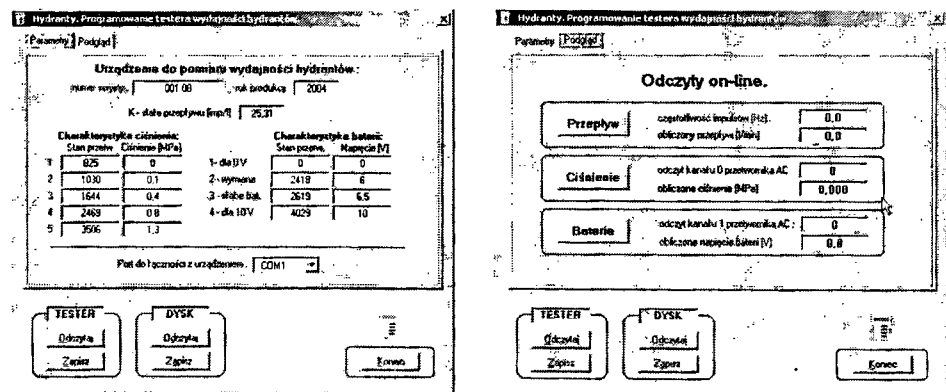 Hydranty. Programowanie testera wydajności hydrantów.
Parametry Podgląd
Urządzenie do pomiaru wydajności hydrantów:
numer seryjny: 001 08 rok produkcji 2004
K - stała przepływu [imp/l] 25,31
Charakterystyka ciśnienia: Charakterystyka baterii:
Stan przetw. Ciśnienie [MPa] Stan przetw. Napięcie [V]
1 825 0 1- dla 0 V 0 0
2 1030 0,1 2 - wymiana 2418 6
3 1644 0,4 3 - słabe bat. 2619 6,5
4 2469 0,8 4 - dla 10 V 4029 10
5 3506 1,3
Port do łączności z urządzeniem: COM1
TESTER DYSK
Odczytaj Odczytaj
Zapisz Zapisz Koniec
Hydranty. Programowanie testera wydajności hydrantów
Parametry Podgląd
Odczyty on-line.
Przepływ częstotliwość impulsów [Hz]: 0,0
obliczony przepływ [l/min] 0,0
Ciśnienie odczyt kanału 0 przetwornika AC 0
obliczone ciśnienie [MPa] 0,000
Baterie odczyt kanału 1 przetwornika AC : 0
obliczone napięcie baterii [V] 0,0
TESTER DYSK
Odczytaj Odczytaj
Zapisz Zapisz Koniec